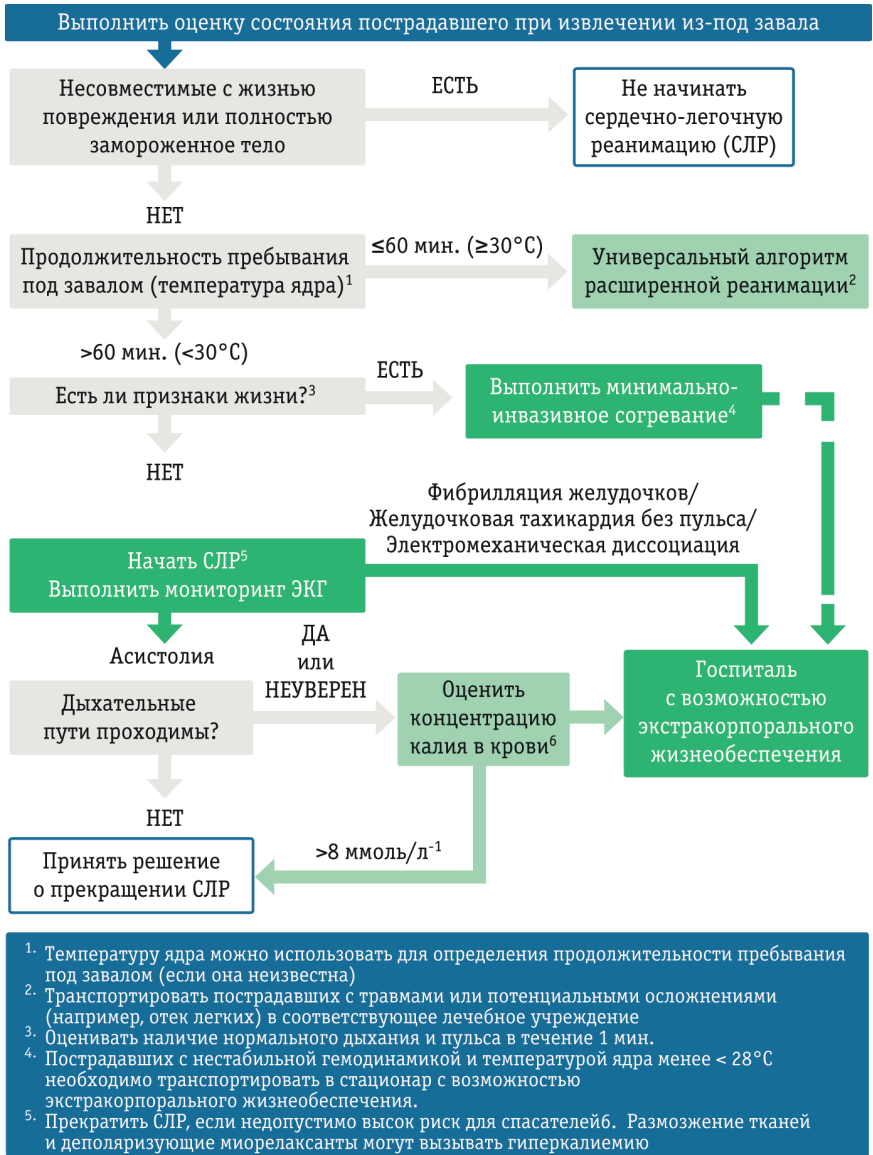 Выполнить оценку состояния пострадавшего при извлечении из-под завала
Несовместимые с жизнью
повреждения или полностью
замороженное тело
ЕСТЬ
Не начинать
сердечно-легочную
реанимацию (СЛР)
НЕТ
Продолжительность пребывания
под завалом (температура ядра)¹
≤60 мин. (≥30°С)
Универсальный алгоритм
расширенной реанимации²
>60 мин. (<30°С)
Есть ли признаки жизни?³
ЕСТЬ
Выполнить минимально-
инвазивное согревание⁴
НЕТ
Фибрилляция желудочков/
Желудочковая тахикардия без пульса/
Электромеханическая диссоциация
Начать СЛР⁵
Выполнить мониторинг ЭКГ
Асистолия
ДА
или
НЕУВЕРЕН
Дыхательные
пути проходимы?
Оценить
концентрацию
калия в крови⁶
Госпиталь
с возможностью
экстракорпорального
жизнеобеспечения
НЕТ
>8 ммоль/л⁻¹
Принять решение
о прекращении СЛР
1. Температуру ядра можно использовать для определения продолжительности пребывания
под завалом (если она неизвестна)
2. Транспортировать пострадавших с травмами или потенциальными осложнениями
(например, отек легких) в соответствующее лечебное учреждение
3. Оценивать наличие нормального дыхания и пульса в течение 1 мин.
4. Пострадавших с нестабильной гемодинамикой и температурой ядра менее < 28°С
необходимо транспортировать в стационар с возможностью
экстракорпорального жизнеобеспечения.
5. Прекратить СЛР, если недопустимо высок риск для спасателей6. Размозжение тканей
и деполяризующие миорелаксанты могут вызывать гиперкалиемию